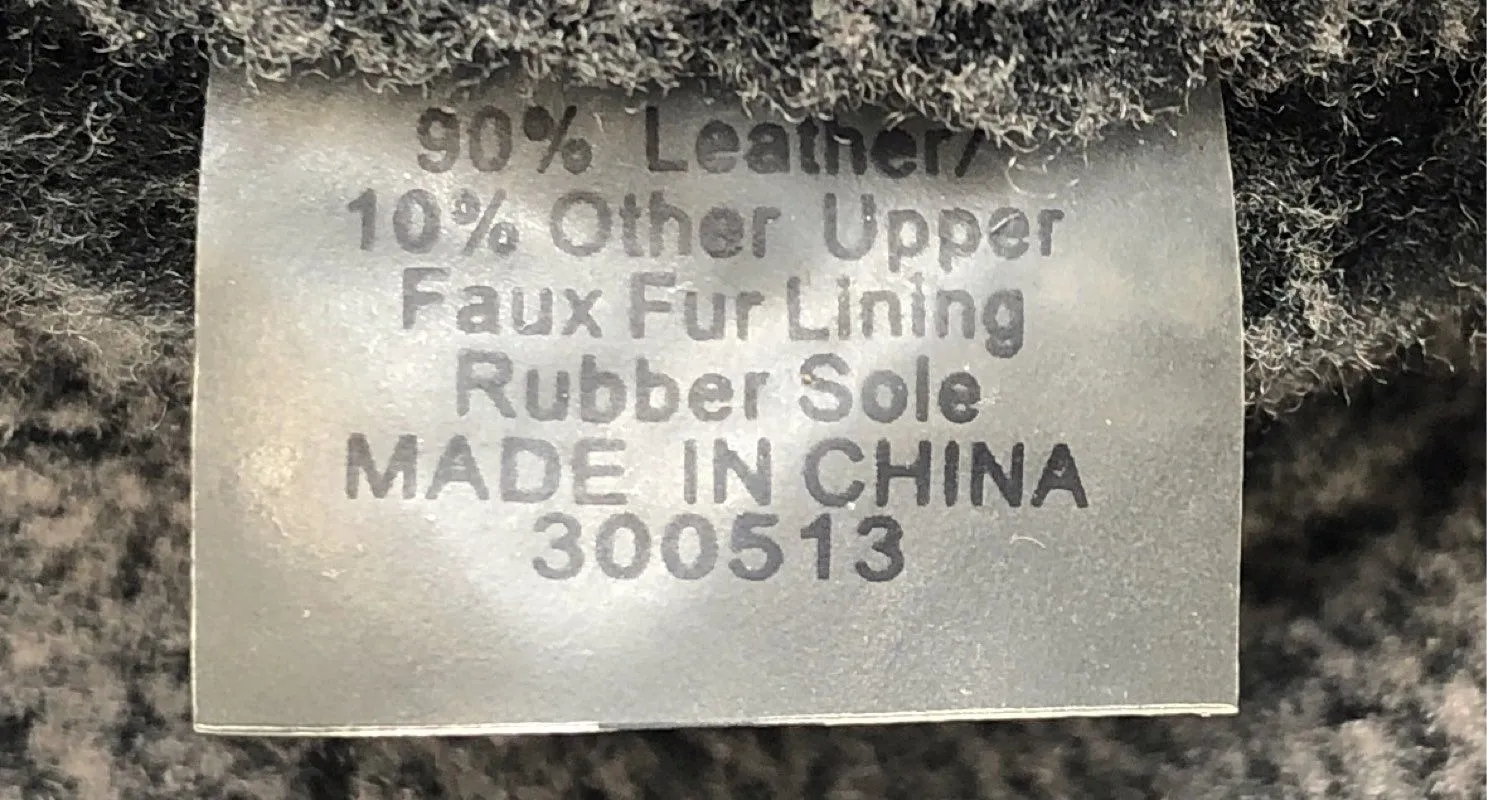 90% Leather/
10% Other Upper
Faux Fur Lining
Rubber Sole
MADE IN CHINA
300513